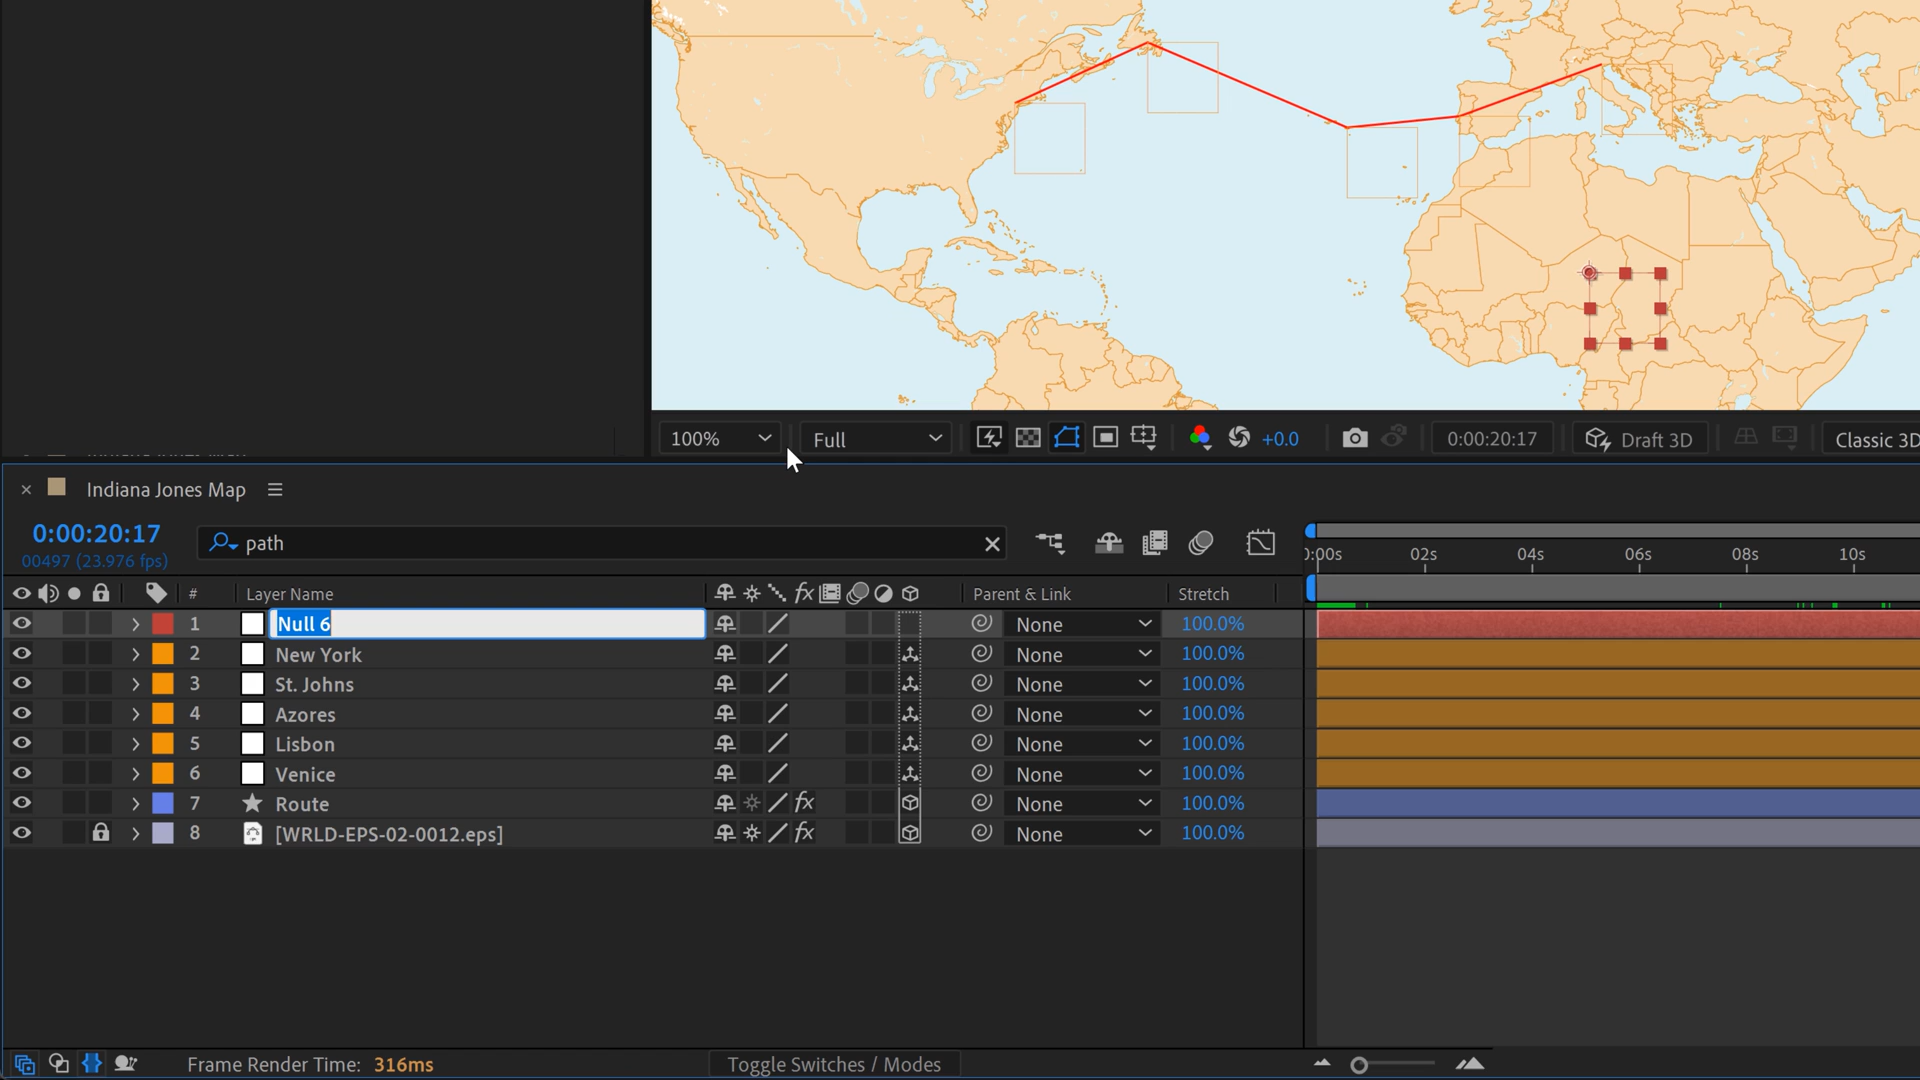 100%
Full
+0.0
0:00:20:17
Draft 3D
Classic 3D
Indiana Jones Map
0:00:20:17
00497 (23.976 fps)
path
0:00s
02s
04s
06s
08s
10s
#
Layer Name
fx
Parent & Link
Stretch
1
Null 6
None
100.0%
2
New York
None
100.0%
3
St. Johns
None
100.0%
4
Azores
None
100.0%
5
Lisbon
None
100.0%
6
Venice
None
100.0%
7
Route
fx
None
100.0%
8
[WRLD-EPS-02-0012.eps]
fx
None
100.0%
Frame Render Time: 316ms
Toggle Switches / Modes